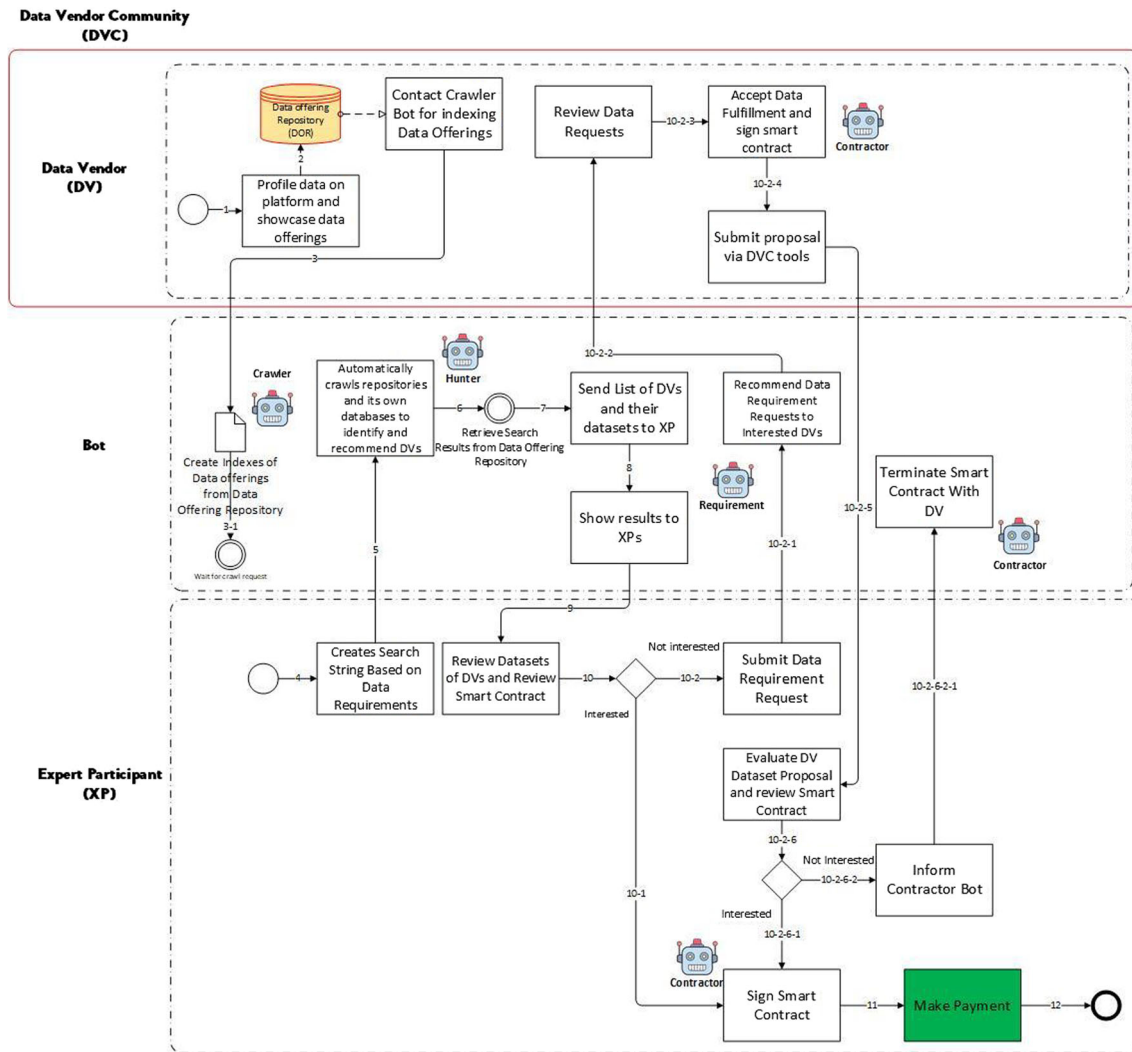 Data Vendor Community
(DVC)
Data Vendor
(DV)
Data offering
Repository
(DOR)
Contact Crawler
Bot for indexing
Data Offerings
2
1
Profile data on
platform and
showcase data
offerings
3
Review Data
Requests
10-2-3
Accept Data
Fulfillment and
sign smart
contract
Contractor
10-2-4
Submit proposal
via DVC tools
Bot
Crawler
Create Indexes of
Data offerings
from Data
Offering Repository
3-1
Wait for crawl request
Automatically
crawls repositories
and its own
databases to
identify and
recommend DVs
Hunter
6
7
Retrieve Search
Results from Data Offering
Repository
5
Send List of DVs
and their
datasets to XP
8
Show results to
XPs
10-2-2
Recommend Data
Requirement
Requests to
Interested DVs
Requirement
10-2-1
10-2-5
Terminate Smart
Contract With
DV
Contractor
9
Expert Participant
(XP)
4
Creates Search
String Based on
Data
Requirements
Review Datasets
of DVs and Review
Smart Contract
10
Not interested
10-2
Interested
Submit Data
Requirement
Request
10-2-6-2-1
Evaluate DV
Dataset Proposal
and review Smart
Contract
10-2-6
Not Interested
10-2-6-2
Inform
Contractor Bot
10-1
Interested
10-2-6-1
Contractor
Sign Smart
Contract
11
Make Payment
12